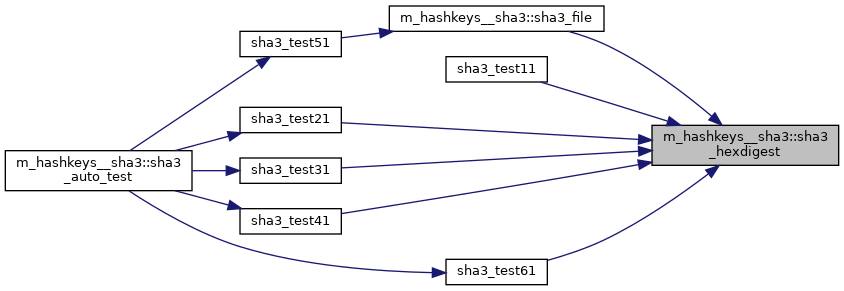 m_hashkeys__sha3::sha3_file
sha3_test51
sha3_test11
sha3_test21
m_hashkeys__sha3::sha3
_hexdigest
m_hashkeys__sha3::sha3
_auto_test
sha3_test31
sha3_test41
sha3_test61